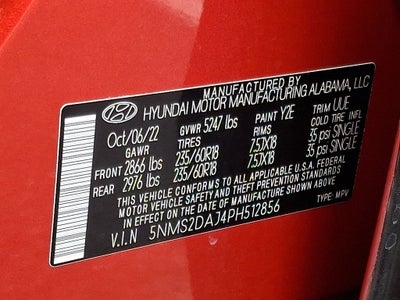 MANUFACTURED BY
HYUNDAI MOTOR MANUFACTURING ALABAMA, LLC
Oct/06/22 GVWR 5247 lbs PAINT Y2E TRIM UUE
GAWR TIRES RIMS COLD TIRE INFL
FRONT 2866 lbs 235/60R18 7.5JX18 35 psi SINGLE
REAR 2976 lbs 235/60R18 7.5JX18 35 psi SINGLE
THIS VEHICLE CONFORMS TO ALL APPLICABLE U.S.A FEDERAL
MOTOR VEHICLE SAFETY AND THEFT PREVENTION STANDARDS
IN EFFECT ON THE DATE OF MANUFACTURE SHOWN ABOVE.
V.I.N 5NMS2DAJ4PH512856 TYPE: MPV